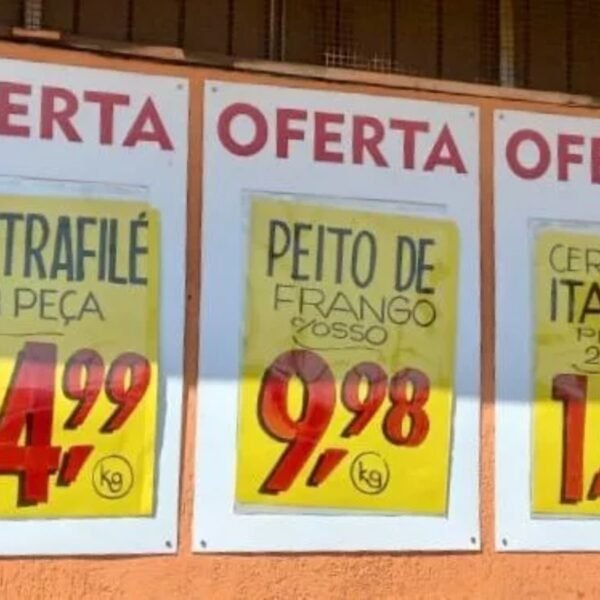 ERTA
TRAFILÉ
PEÇA
4,99
kg
OFERTA
PEITO DE
FRANGO
C/OSSO
9,98
kg
OFE
CER
ITA
1,